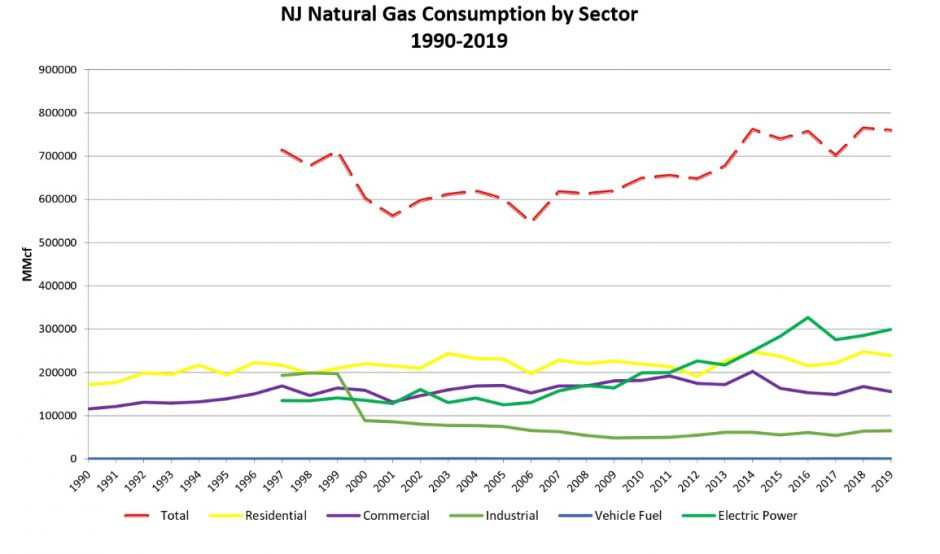 NJ Natural Gas Consumption by Sector
1990-2019
900000
800000
700000
600000
500000
400000
300000
200000
100000
0
MMcf
1990 1991 1992 1993 1994 1995 1996 1997 1998 1999 2000 2001 2002 2003 2004 2005 2006 2007 2008 2009 2010 2011 2012 2013 2014 2015 2016 2017 2018 2019
Total Residential Commercial Industrial Vehicle Fuel Electric Power